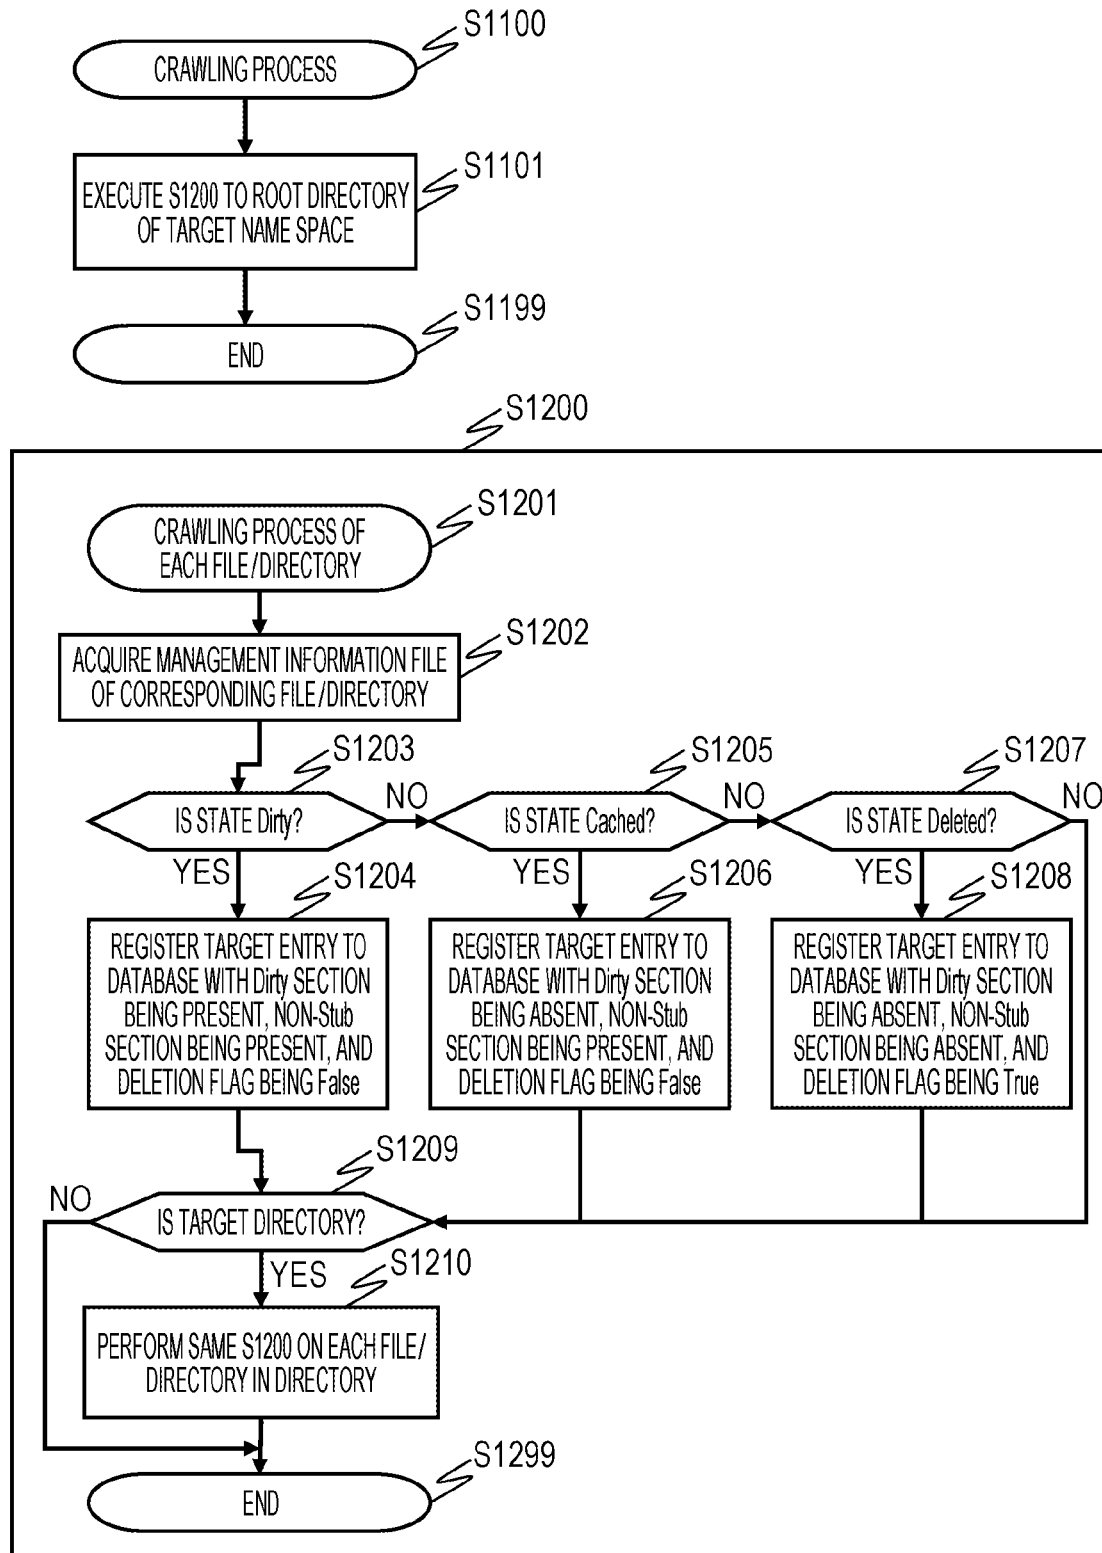 S1100
CRAWLING PROCESS
S1101
EXECUTE S1200 TO ROOT DIRECTORY
OF TARGET NAME SPACE
S1199
END
S1200
S1201
CRAWLING PROCESS OF
EACH FILE/DIRECTORY
S1202
ACQUIRE MANAGEMENT INFORMATION FILE
OF CORRESPONDING FILE/DIRECTORY
S1203
IS STATE Dirty?
NO
YES
S1205
IS STATE Cached?
NO
YES
S1207
IS STATE Deleted?
NO
YES
S1204
REGISTER TARGET ENTRY TO
DATABASE WITH Dirty SECTION
BEING PRESENT, NON-Stub
SECTION BEING PRESENT, AND
DELETION FLAG BEING False
S1206
REGISTER TARGET ENTRY TO
DATABASE WITH Dirty SECTION
BEING ABSENT, NON-Stub
SECTION BEING PRESENT, AND
DELETION FLAG BEING False
S1208
REGISTER TARGET ENTRY TO
DATABASE WITH Dirty SECTION
BEING ABSENT, NON-Stub
SECTION BEING ABSENT, AND
DELETION FLAG BEING True
S1209
NO
IS TARGET DIRECTORY?
YES
S1210
PERFORM SAME S1200 ON EACH FILE/
DIRECTORY IN DIRECTORY
S1299
END